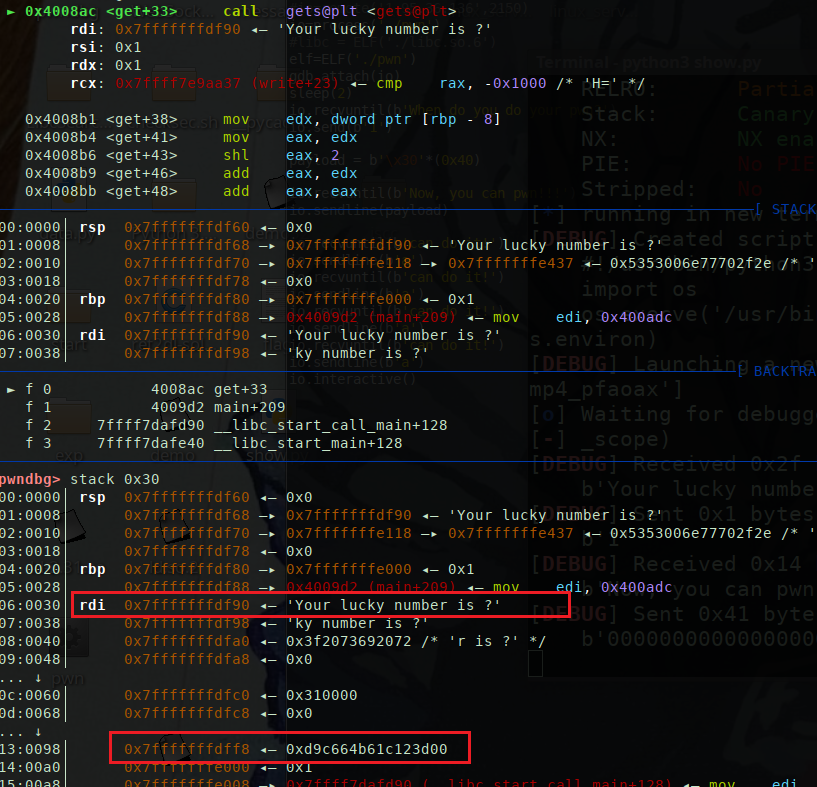 ► 0x4008ac <get+33> call gets@plt <gets@plt>
rdi: 0x7fffffffdf90 ◂— 'Your lucky number is ?'
rsi: 0x1
rdx: 0x1
rcx: 0x7ffff7e9aa37 (write+23) ◂— cmp rax, -0x1000 /* 'H=' */
0x4008b1 <get+38> mov edx, dword ptr [rbp - 8]
0x4008b4 <get+41> mov eax, edx
0x4008b6 <get+43> shl eax, 2
0x4008b9 <get+46> add eax, edx
0x4008bb <get+48> add eax, eax
[ STACK
00:0000│ rsp 0x7fffffffdf60 ◂— 0x0
01:0008│ 0x7fffffffdf68 —▸ 0x7fffffffdf90 ◂— 'Your lucky number is ?'
02:0010│ 0x7fffffffdf70 —▸ 0x7fffffffe118 —▸ 0x7fffffffe437 ◂— 0x5353006e77702f2e /* '
03:0018│ 0x7fffffffdf78 ◂— 0x0
04:0020│ rbp 0x7fffffffdf80 —▸ 0x7fffffffe000 ◂— 0x1
05:0028│ 0x7fffffffdf88 —▸ 0x4009d2 (main+209) ◂— mov edi, 0x400adc
06:0030│ rdi 0x7fffffffdf90 ◂— 'Your lucky number is ?'
07:0038│ 0x7fffffffdf98 ◂— 'ky number is ?'
[ BACKTRA
► f 0 4008ac get+33
f 1 4009d2 main+209
f 2 7ffff7dafd90 __libc_start_call_main+128
f 3 7ffff7dafe40 __libc_start_main+128
pwndbg> stack 0x30
00:0000│ rsp 0x7fffffffdf60 ◂— 0x0
01:0008│ 0x7fffffffdf68 —▸ 0x7fffffffdf90 ◂— 'Your lucky number is ?'
02:0010│ 0x7fffffffdf70 —▸ 0x7fffffffe118 —▸ 0x7fffffffe437 ◂— 0x5353006e77702f2e /* '
03:0018│ 0x7fffffffdf78 ◂— 0x0
04:0020│ rbp 0x7fffffffdf80 —▸ 0x7fffffffe000 ◂— 0x1
05:0028│ 0x7fffffffdf88 —▸ 0x4009d2 (main+209) ◂— mov edi, 0x400adc
06:0030│ rdi 0x7fffffffdf90 ◂— 'Your lucky number is ?'
07:0038│ 0x7fffffffdf98 ◂— 'ky number is ?'
08:0040│ 0x7fffffffdfa0 ◂— 0x3f2073692072 /* 'r is ?' */
09:0048│ 0x7fffffffdfa8 ◂— 0x0
... ↓
0c:0060│ 0x7fffffffdfc0 ◂— 0x310000
0d:0068│ 0x7fffffffdfc8 ◂— 0x0
... ↓
13:0098│ 0x7fffffffdff8 ◂— 0xd9c664b61c123d00
14:00a0│ 0x7fffffffe000 ◂— 0x1
15:00a8│ 0x7fffffffe008 —▸ 0x7ffff7dafd90 (__libc_start_call_main+128) ◂— mov edi,
Terminal - python3 show.py
RELRO: Partia
Stack: Canary
NX: NX ena
PIE: No PIE
Stripped: No
running in new ter
[DEBUG] Created script
import os
s.environ)
[DEBUG] Launching a new
mp4_pfaoax']
[o] Waiting for debugge
[-] _scope)
[DEBUG] Received 0x2f
b'Your lucky numbe
[DEBUG] Sent 0x1 bytes
[DEBUG] Received 0x14
you can pwn
[DEBUG] Sent 0x41 bytes
b'0000000000000000